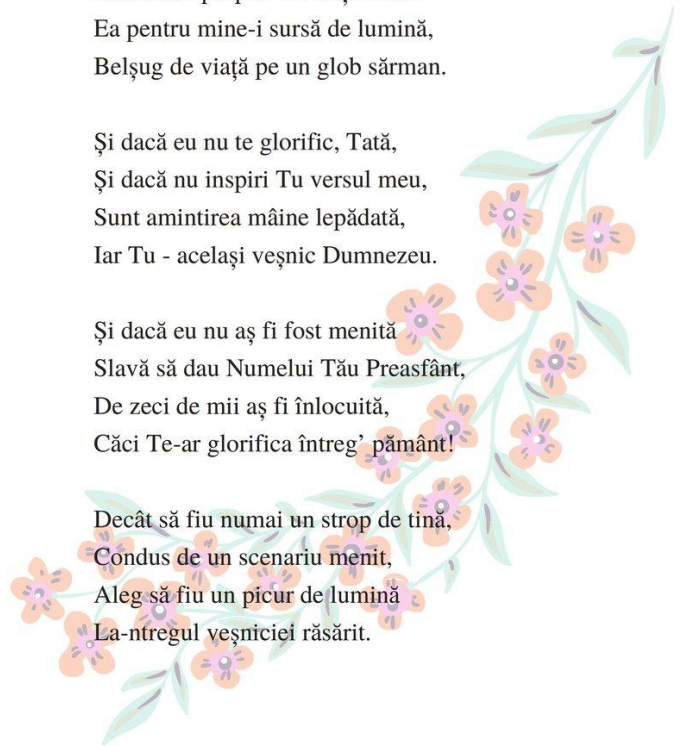 Ea pentru mine-i sursă de lumină,
Belșug de viață pe un glob sărman.
Și dacă eu nu te glorific, Tată,
Și dacă nu inspiri Tu versul meu,
Sunt amintirea mâine lepădată,
Iar Tu - același veșnic Dumnezeu.
Și dacă eu nu aș fi fost menită
Slavă să dau Numelui Tău Preasfânt,
De zeci de mii aș fi înlocuită,
Căci Te-ar glorifica întreg’ pământ!
Decât să fiu numai un strop de tină,
Condus de un scenariu menit,
Aleg să fiu un picur de lumină
La-ntregul veșniciei răsărit.